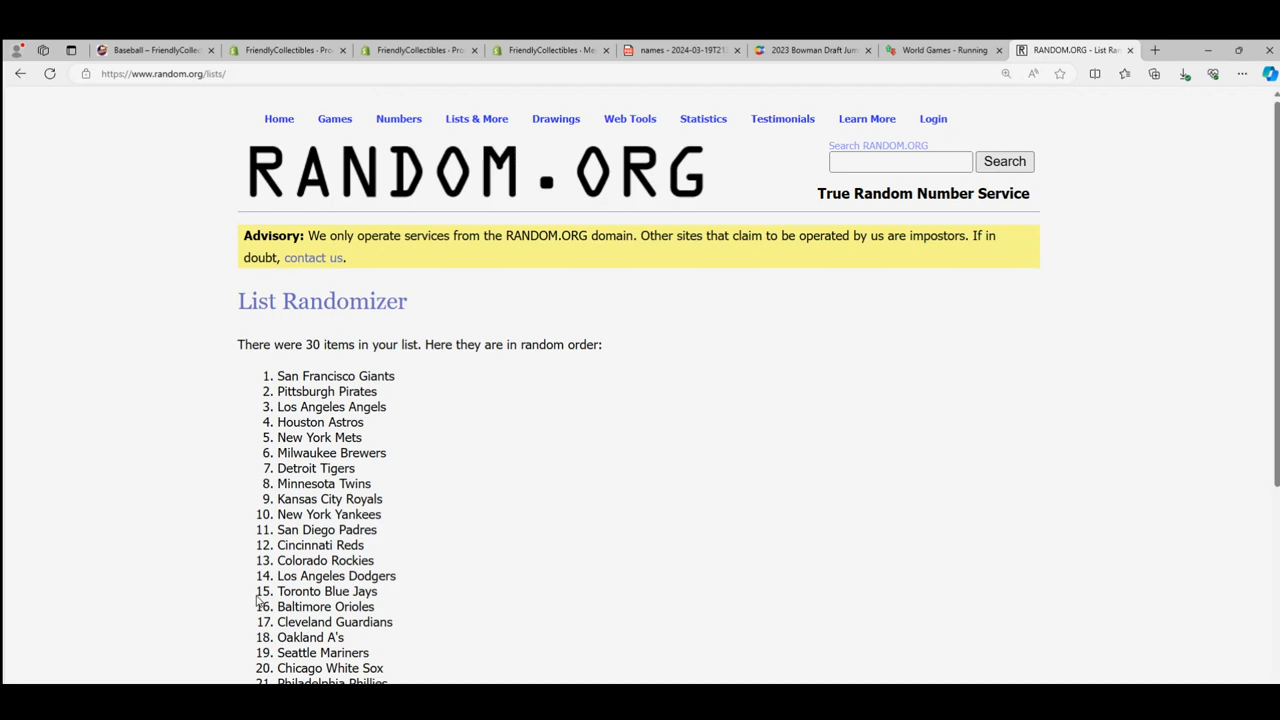 Baseball – FriendlyCollec
FriendlyCollectibles - Pro
FriendlyCollectibles - Pro
FriendlyCollectibles - Me
names - 2024-03-19T21
2023 Bowman Draft Jum
World Games - Running
RANDOM.ORG - List Ran
https://www.random.org/lists/
Home Games Numbers Lists & More Drawings Web Tools Statistics Testimonials Learn More Login
RANDOM.ORG
Search RANDOM.ORG
Search
True Random Number Service
Advisory: We only operate services from the RANDOM.ORG domain. Other sites that claim to be operated by us are impostors. If in
doubt, contact us.
List Randomizer
There were 30 items in your list. Here they are in random order:
1. San Francisco Giants
2. Pittsburgh Pirates
3. Los Angeles Angels
4. Houston Astros
5. New York Mets
6. Milwaukee Brewers
7. Detroit Tigers
8. Minnesota Twins
9. Kansas City Royals
10. New York Yankees
11. San Diego Padres
12. Cincinnati Reds
13. Colorado Rockies
14. Los Angeles Dodgers
15. Toronto Blue Jays
16. Baltimore Orioles
17. Cleveland Guardians
18. Oakland A's
19. Seattle Mariners
20. Chicago White Sox
21. Philadelphia Phillies